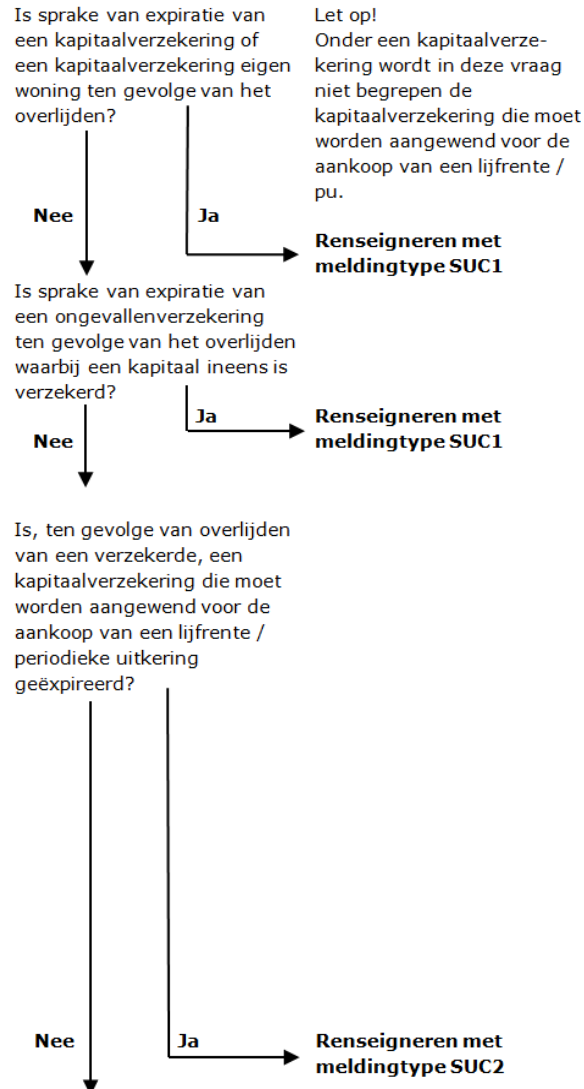 Is sprake van expiratie van
een kapitaalverzekering of
een kapitaalverzekering eigen
woning ten gevolge van het
overlijden?
Let op!
Onder een kapitaalverze-
kering wordt in deze vraag
niet begrepen de
kapitaalverzekering die moet
worden aangewend voor de
aankoop van een lijfrente /
pu.
Nee
Ja
Renseigneren met
meldingtype SUC1
Is sprake van expiratie van
een ongevallenverzekering
ten gevolge van het overlijden
waarbij een kapitaal ineens is
verzekerd?
Nee
Ja
Renseigneren met
meldingtype SUC1
Is, ten gevolge van overlijden
van een verzekerde, een
kapitaalverzekering die moet
worden aangewend voor de
aankoop van een lijfrente /
periodieke uitkering
geëxpireerd?
Nee
Ja
Renseigneren met
meldingtype SUC2